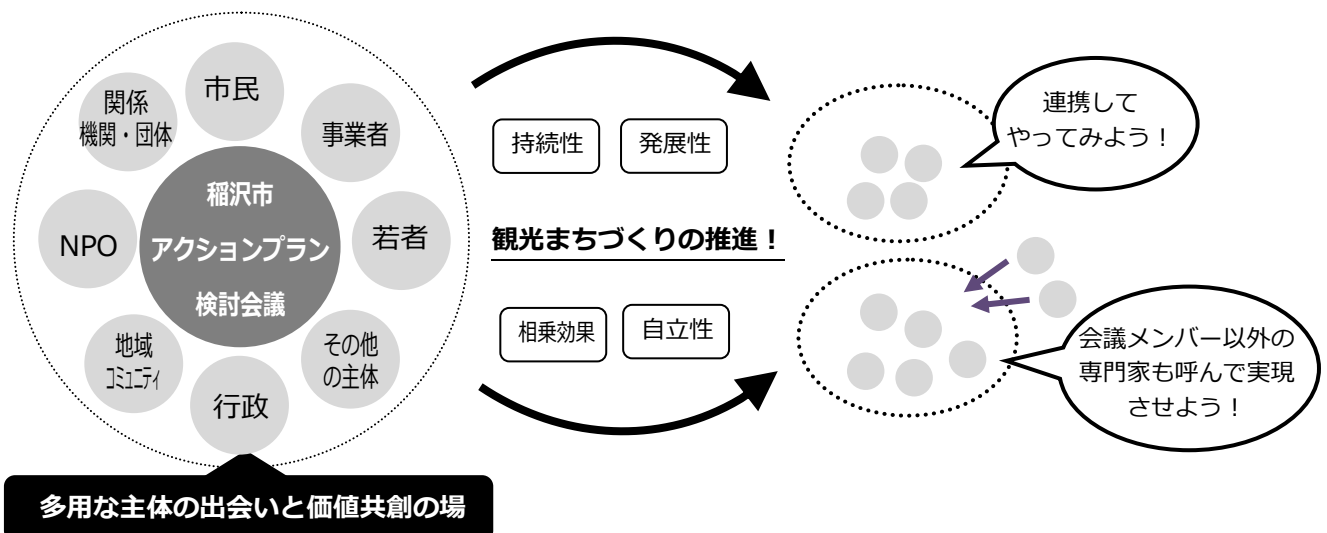 市民
関係
機関・団体
事業者
NPO
稲沢市
アクションプラン
検討会議
若者
地域
コミュニティ
その他
の主体
行政
多用な主体の出会いと価値共創の場
持続性
発展性
観光まちづくりの推進！
相乗効果
自立性
連携して
やってみよう！
会議メンバー以外の
専門家も呼んで実現
させよう！